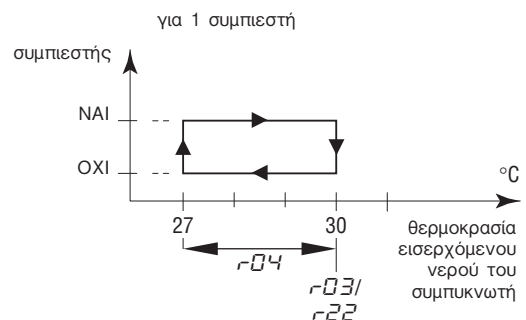 για 1 συμπιεστή
συμπιεστής
ΝΑΙ
ΟΧΙ
°C
27
30
r04
r03/
r22
θερμοκρασία
εισερχόμενου
νερού του
συμπυκνωτή